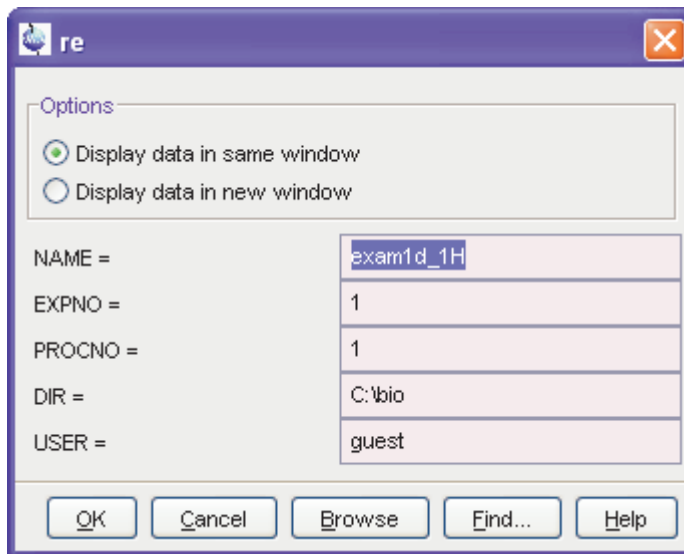 re
Options
Display data in same window
Display data in new window
NAME = exam1d_1H
EXPNO = 1
PROCNO = 1
DIR = C:\bio
USER = guest
OK Cancel Browse Find... Help